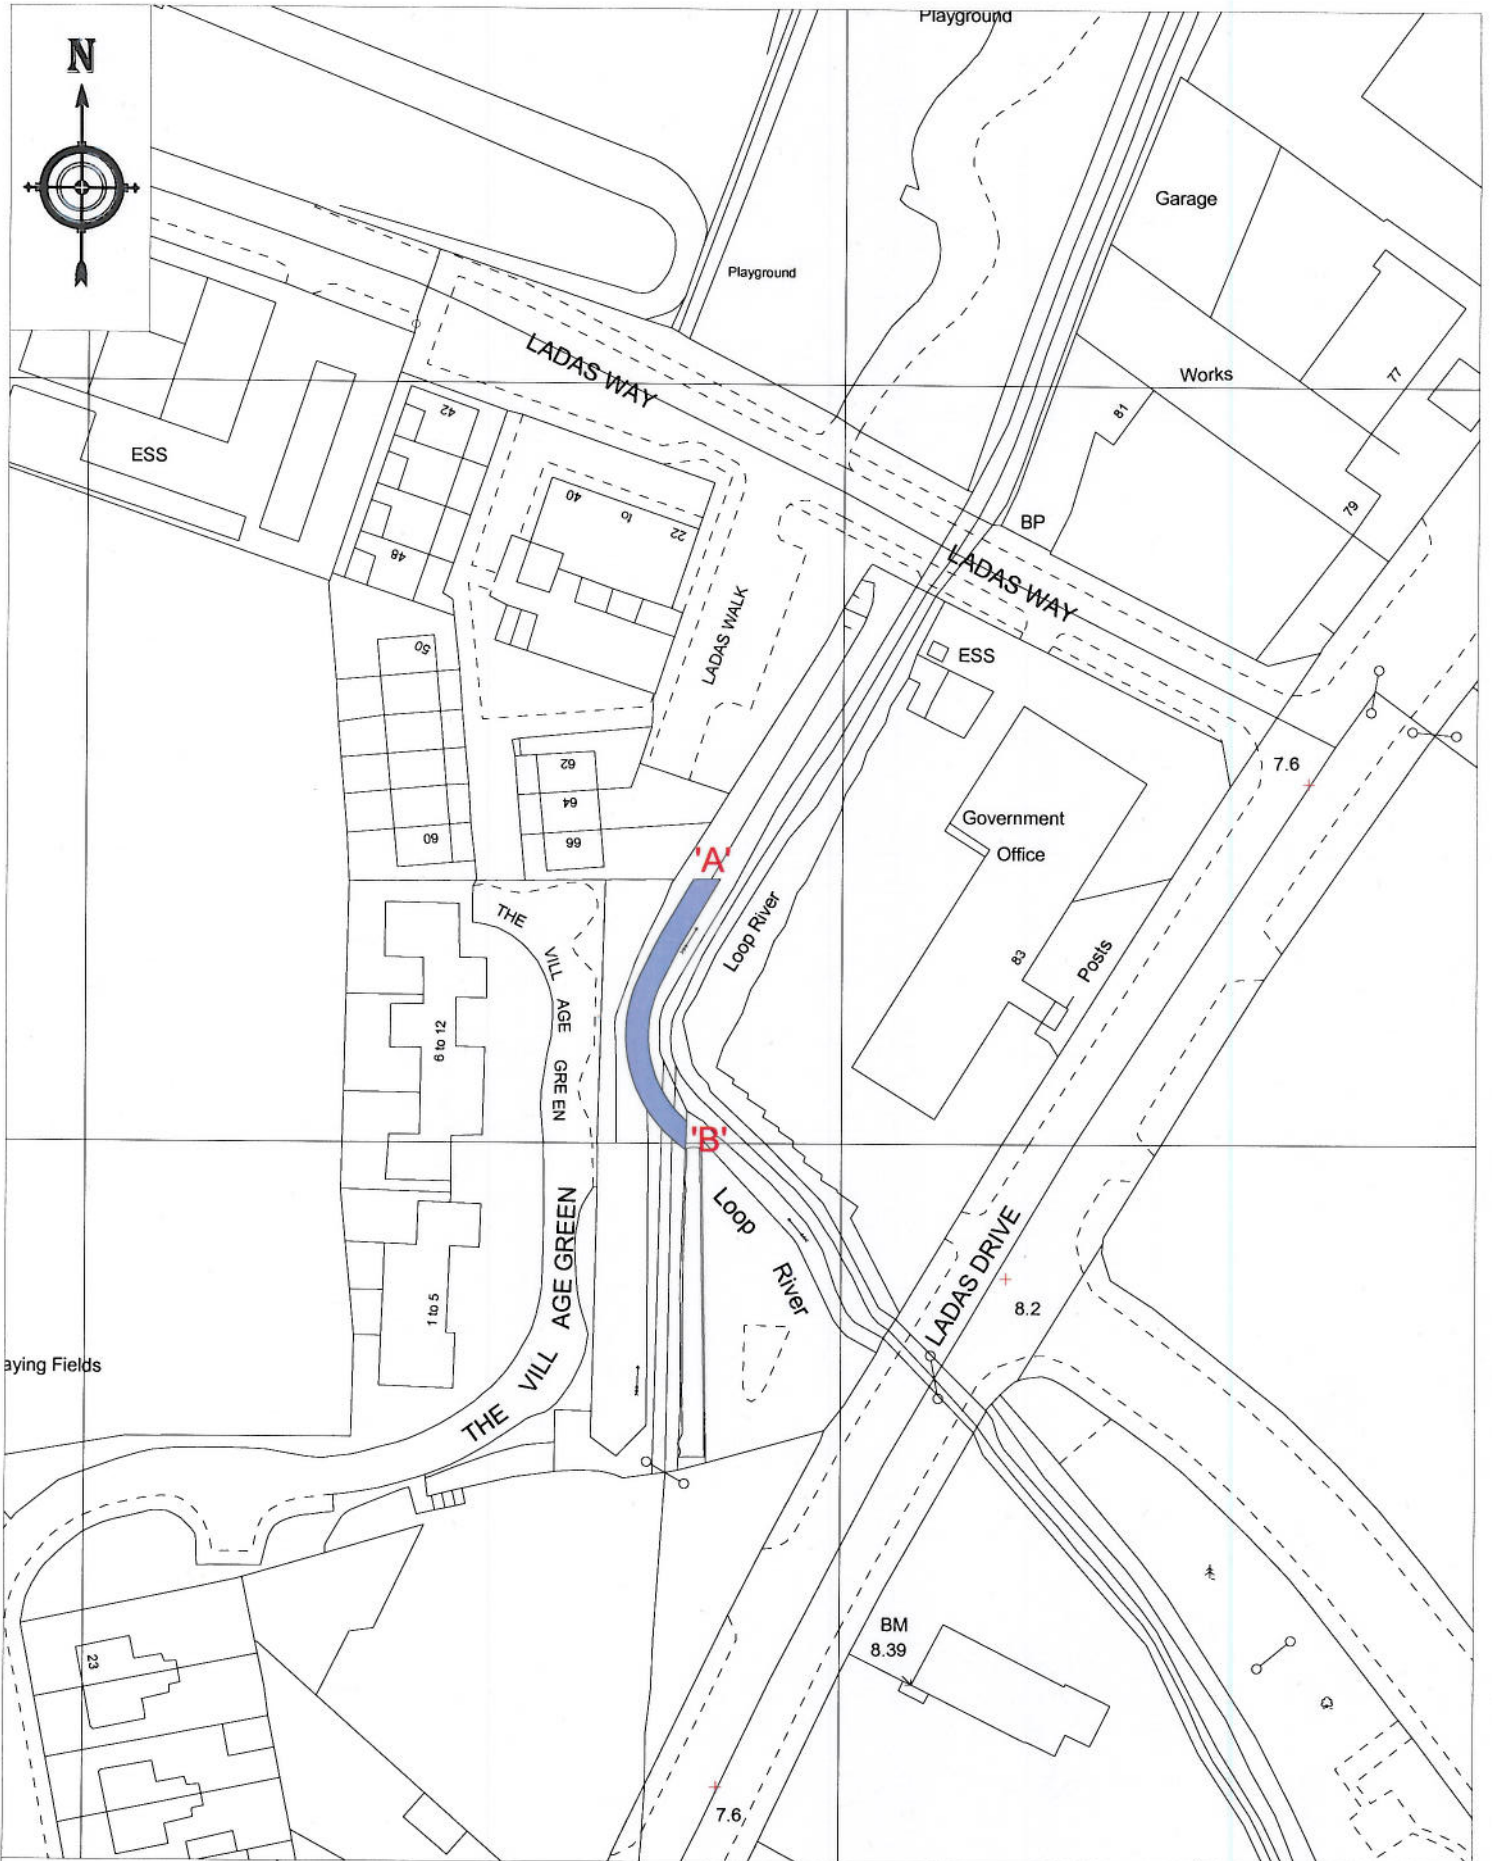 Playground
N
Garage
Playground
LADAS WAY
Works
77
81
42
ESS
40
to
22
79
BP
48
LADAS WAY
LADAS WALK
50
ESS
62
7.6
64
Government
Office
60
66
'A'
THE
VILL
AGE
GRE EN
Loop River
83
Posts
6 to 12
'B'
Loop
River
LADAS DRIVE
8.2
THE VILL AGE GREEN
1 to 5
aying Fields
BM
8.39
23
7.6